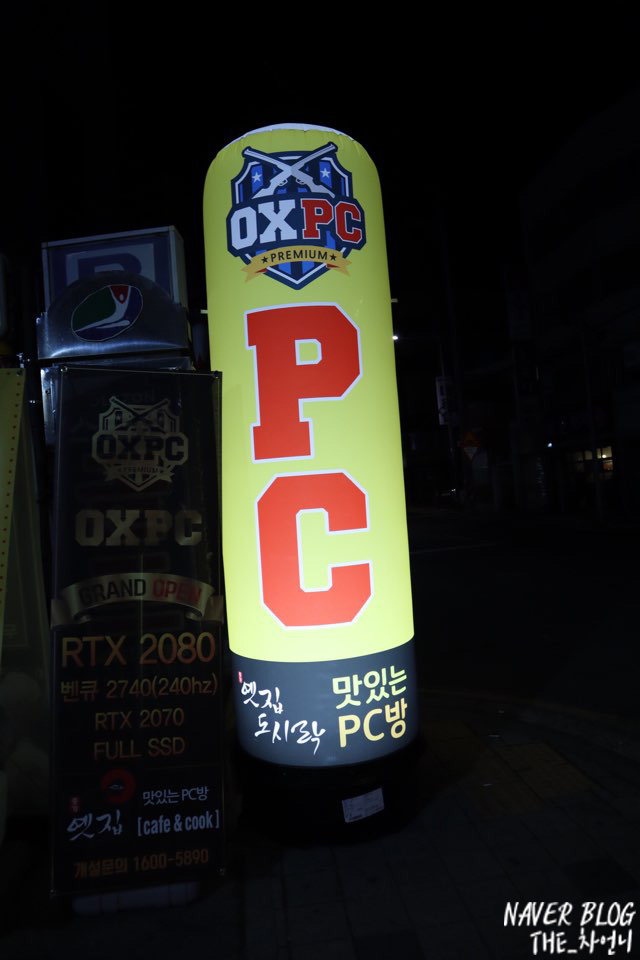 OXPC
★PREMIUM★
P
C
옛집
도시락
맛있는
PC방
OXPC
PREMIUM
OXPC
GRAND OPEN
RTX 2080
벤큐 2740(240hz)
RTX 2070
FULL SSD
맛있는PC방
옛집 [cafe & cook]
개설문의 1600-5890
NAVER BLOG
THE_차언니